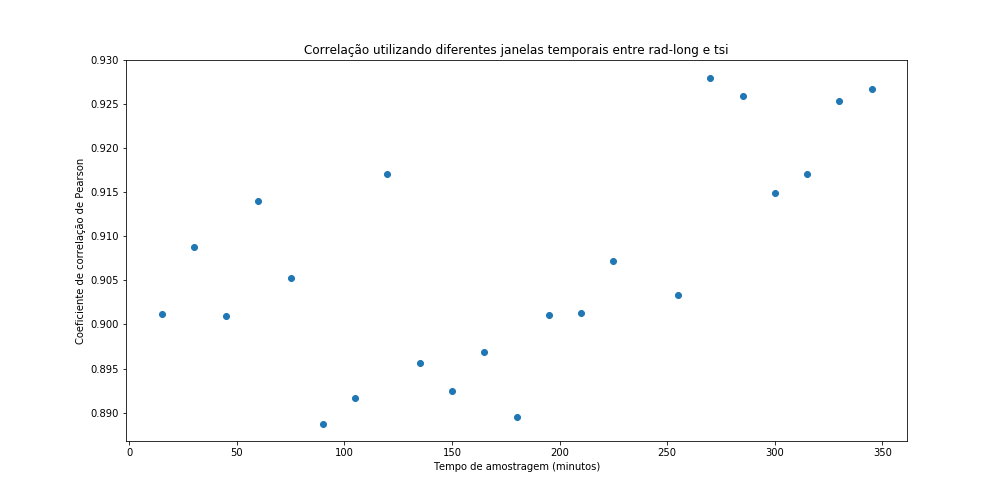 Correlação utilizando diferentes janelas temporais entre rad-long e tsi
0.930
0.925
0.920
0.915
0.910
0.905
0.900
0.895
0.890
Coeficiente de correlação de Pearson
0 50 100 150 200 250 300 350
Tempo de amostragem (minutos)